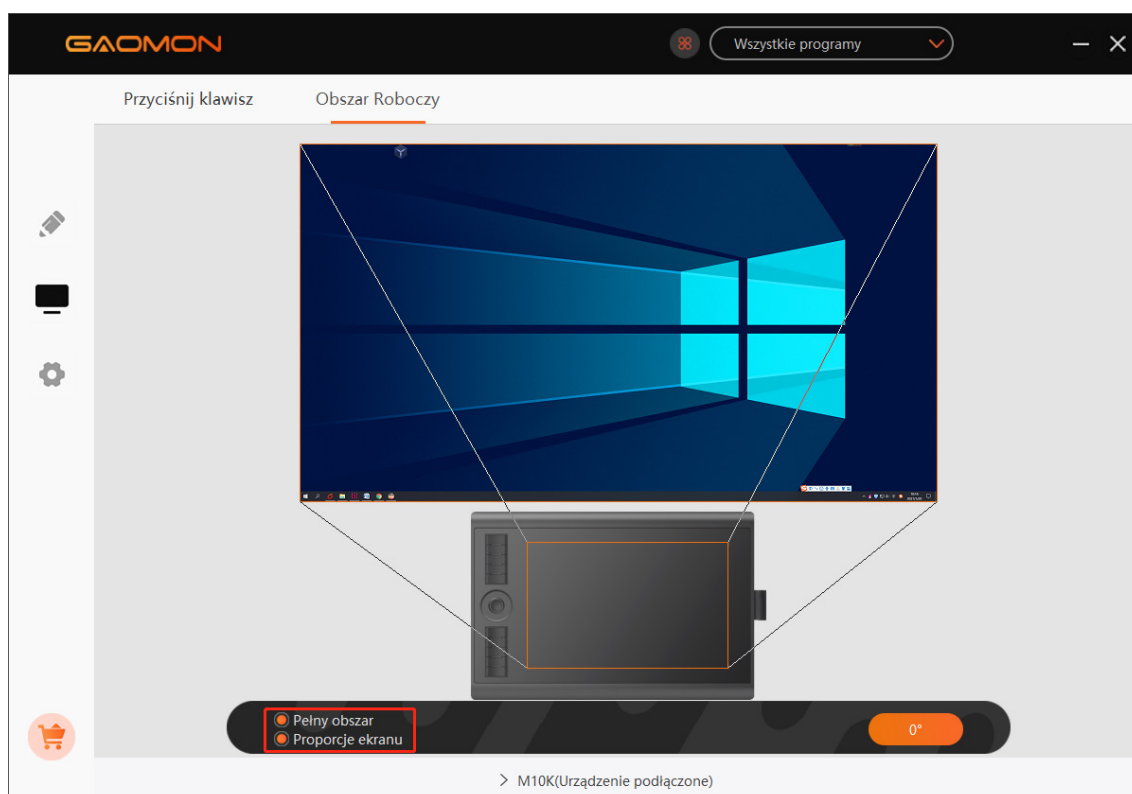 GAOMON
Wszystkie programy
Przyciśnij klawisz
Obszar Roboczy
Pełny obszar
Proporcje ekranu
0°
M10K(Urządzenie podłączone)